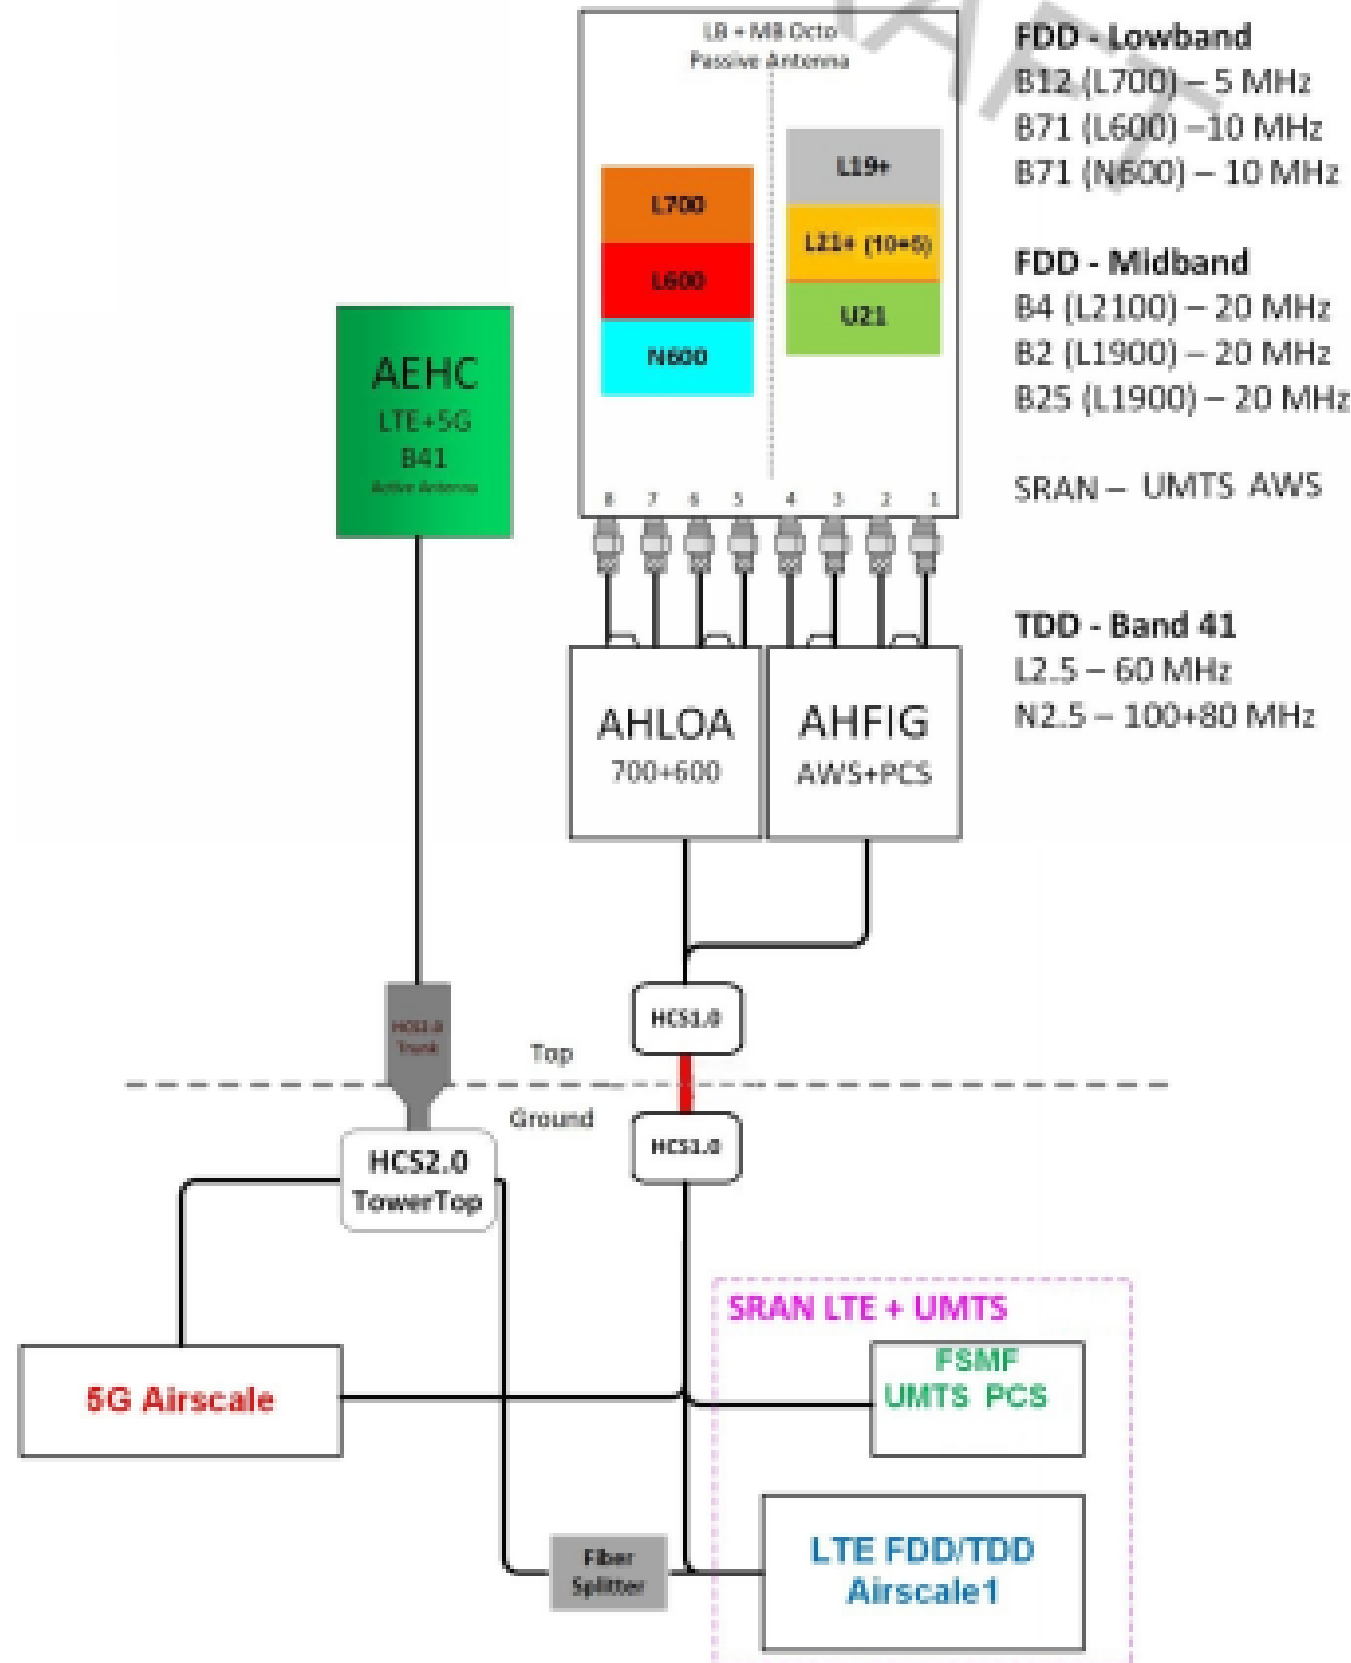 LB + MB Octo
Passive Antenna
L700
L600
N600
L19+
L21+ (10+5)
U21
8 7 6 5 4 3 2 1
FDD - Lowband
B12 (L700) – 5 MHz
B71 (L600) –10 MHz
B71 (N600) – 10 MHz
FDD - Midband
B4 (L2100) – 20 MHz
B2 (L1900) – 20 MHz
B25 (L1900) – 20 MHz
SRAN – UMTS AWS
TDD - Band 41
L2.5 – 60 MHz
N2.5 – 100+80 MHz
AEHC
LTE+5G
B41
Active Antenna
AHLOA
700+600
AHFIG
AWS+PCS
HCS2.0
Trunk
HCS1.0
Top
Ground
HCS1.0
HCS2.0
TowerTop
SRAN LTE + UMTS
FSMF
UMTS PCS
5G Airscale
Fiber
Splitter
LTE FDD/TDD
Airscale1